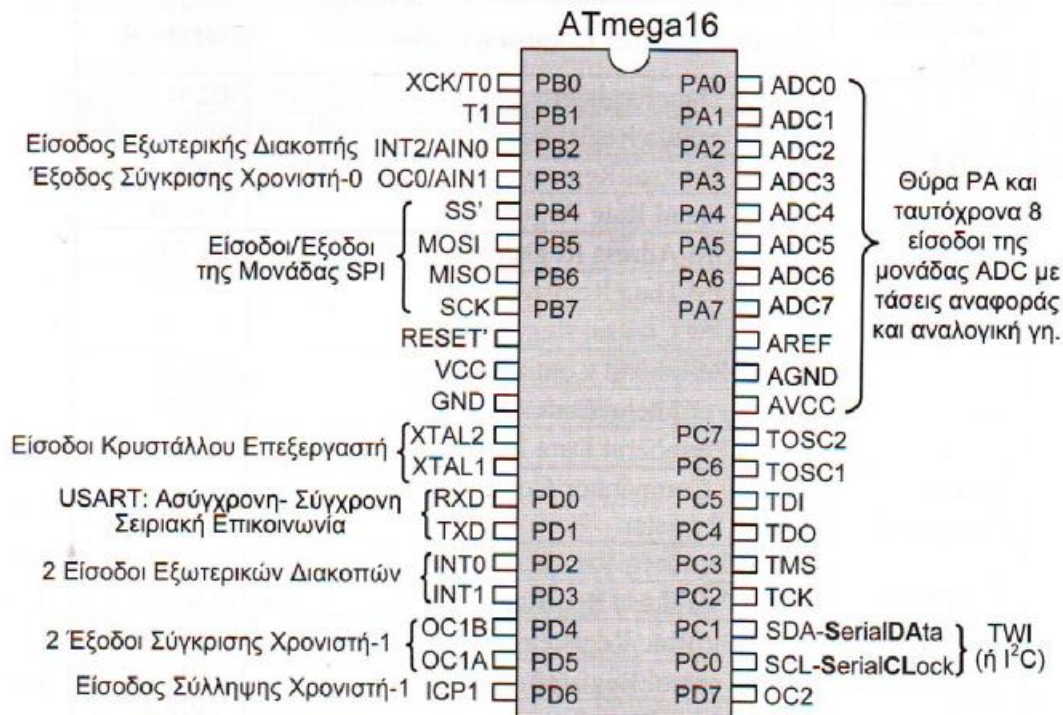 ATmega16
XCK/T0 PB0 PA0 ADC0
T1 PB1 PA1 ADC1
Είσοδος Εξωτερικής Διακοπής INT2/AIN0 PB2 PA2 ADC2
Έξοδος Σύγκρισης Χρονιστή-0 OC0/AIN1 PB3 PA3 ADC3
SS' PB4 PA4 ADC4
MOSI PB5 PA5 ADC5
MISO PB6 PA6 ADC6
SCK PB7 PA7 ADC7
Είσοδοι/Έξοδοι
της Μονάδας SPI
Θύρα PA και
ταυτόχρονα 8
είσοδοι της
μονάδας ADC με
τάσεις αναφοράς
και αναλογική γη.
RESET' AREF
VCC AGND
GND AVCC
Είσοδοι Κρυστάλλου Επεξεργαστή
XTAL2 PC7 TOSC2
XTAL1 PC6 TOSC1
USART: Ασύγχρονη- Σύγχρονη
Σειριακή Επικοινωνία
RXD PD0 PC5 TDI
TXD PD1 PC4 TDO
2 Είσοδοι Εξωτερικών Διακοπών
INT0 PD2 PC3 TMS
INT1 PD3 PC2 TCK
2 Έξοδοι Σύγκρισης Χρονιστή-1
OC1B PD4 PC1 SDA-SerialDAta
OC1A PD5 PC0 SCL-SerialCLock
TWI
(ή I²C)
Είσοδος Σύλληψης Χρονιστή-1 ICP1 PD6 PD7 OC2